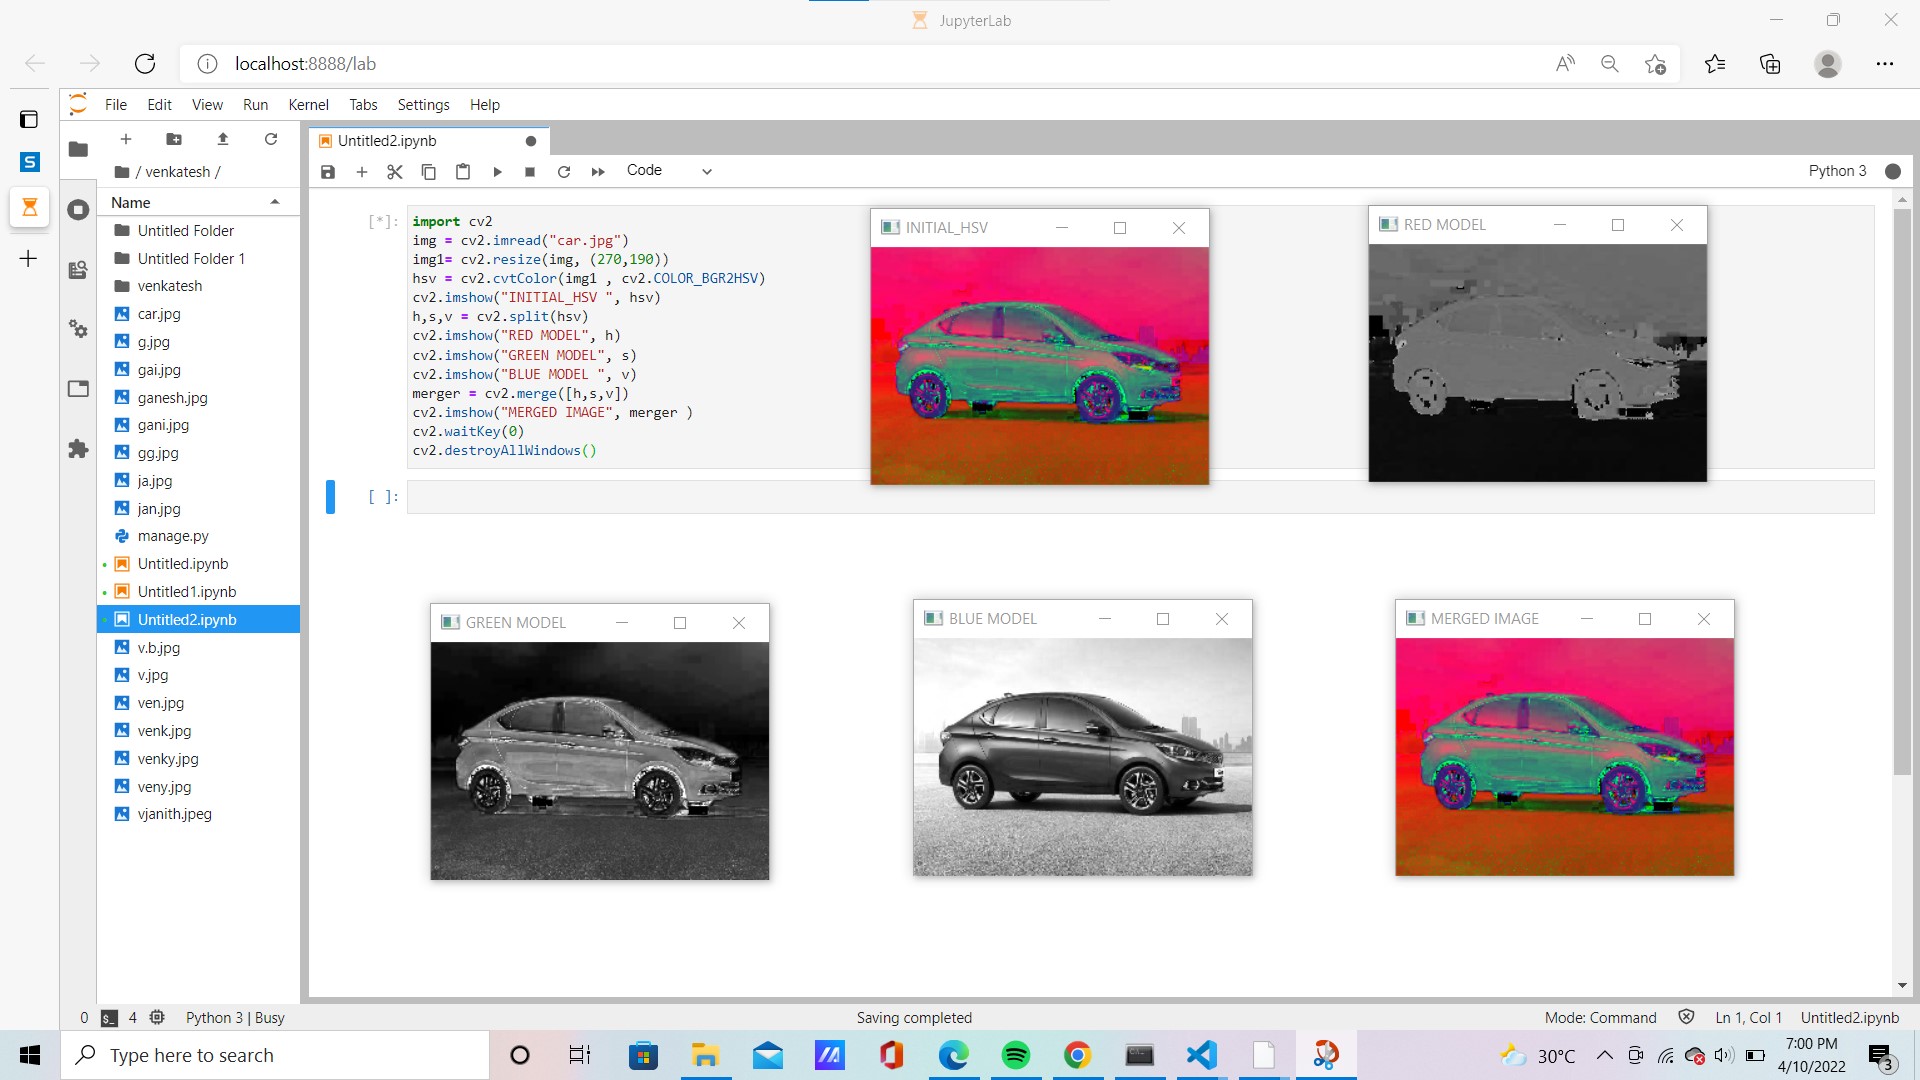 JupyterLab
localhost:8888/lab
File Edit View Run Kernel Tabs Settings Help
Untitled2.ipynb
/ venkatesh /
Code
Python 3
Name
Untitled Folder
Untitled Folder 1
venkatesh
car.jpg
g.jpg
gai.jpg
ganesh.jpg
gani.jpg
gg.jpg
ja.jpg
jan.jpg
manage.py
Untitled.ipynb
Untitled1.ipynb
Untitled2.ipynb
v.b.jpg
v.jpg
ven.jpg
venk.jpg
venky.jpg
veny.jpg
vjanith.jpeg
[*]:
import cv2
img = cv2.imread("car.jpg")
img1= cv2.resize(img, (270,190))
hsv = cv2.cvtColor(img1 , cv2.COLOR_BGR2HSV)
cv2.imshow("INITIAL_HSV ", hsv)
h,s,v = cv2.split(hsv)
cv2.imshow("RED MODEL", h)
cv2.imshow("GREEN MODEL", s)
cv2.imshow("BLUE MODEL ", v)
merger = cv2.merge([h,s,v])
cv2.imshow("MERGED IMAGE", merger )
cv2.waitKey(0)
cv2.destroyAllWindows()
[ ]:
INITIAL_HSV
RED MODEL
GREEN MODEL
BLUE MODEL
MERGED IMAGE
0 4 Python 3 | Busy
Saving completed
Mode: Command
Ln 1, Col 1
Untitled2.ipynb
Type here to search
30°C
7:00 PM
4/10/2022
3